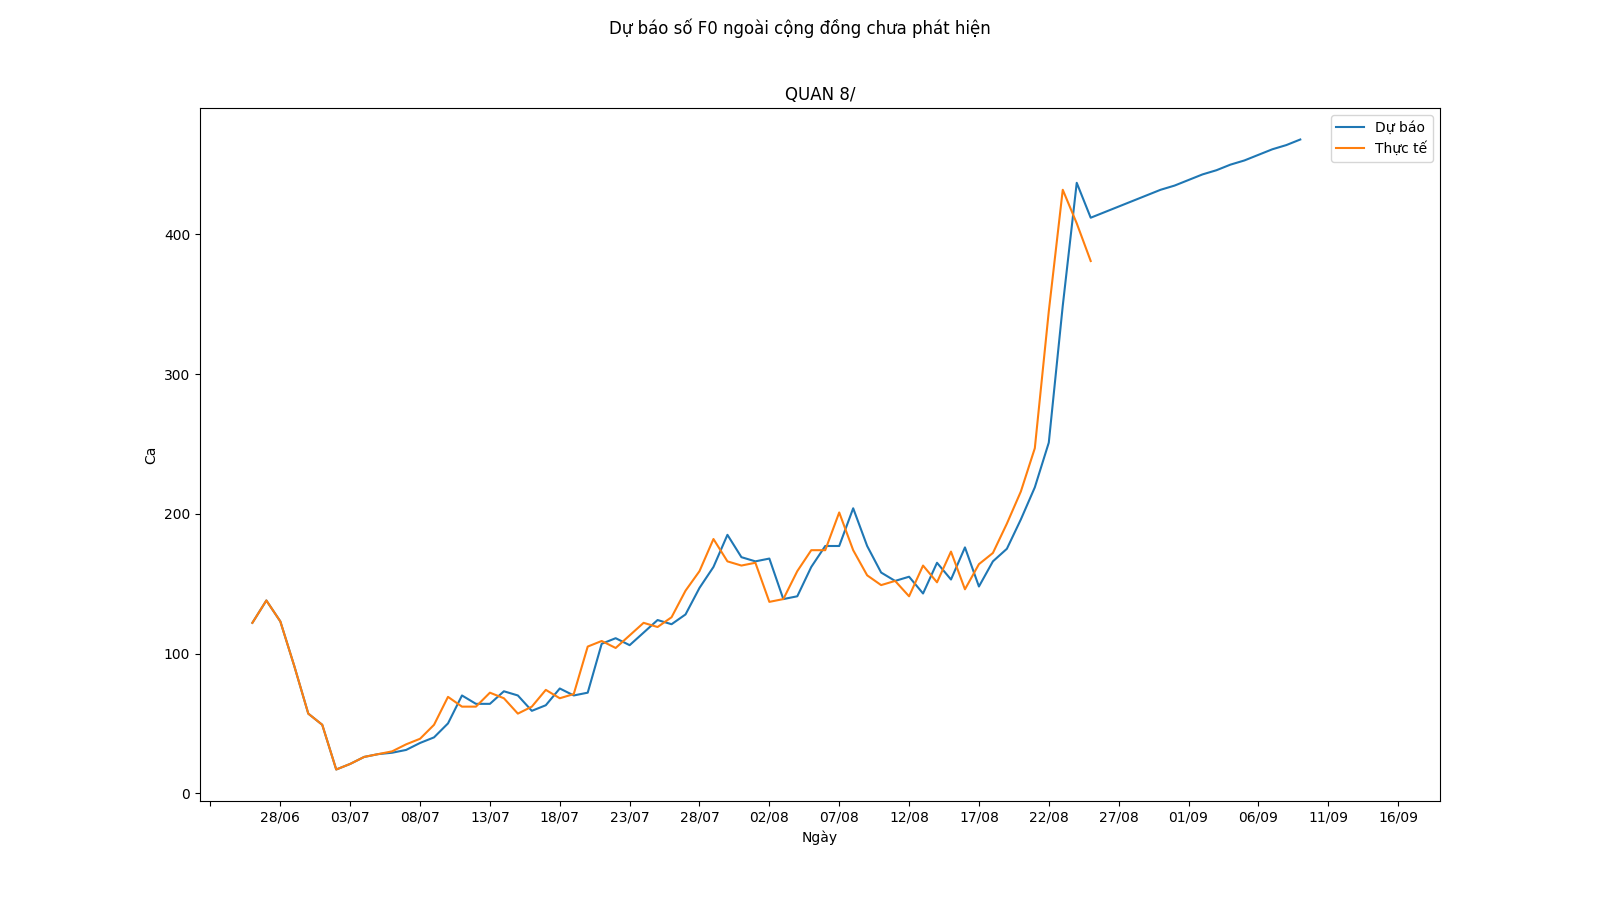 Dự báo số F0 ngoài cộng đồng chưa phát hiện
QUAN 8/
Dự báo
Thực tế
400
300
200
100
0
Ca
28/06 03/07 08/07 13/07 18/07 23/07 28/07 02/08 07/08 12/08 17/08 22/08 27/08 01/09 06/09 11/09 16/09
Ngày